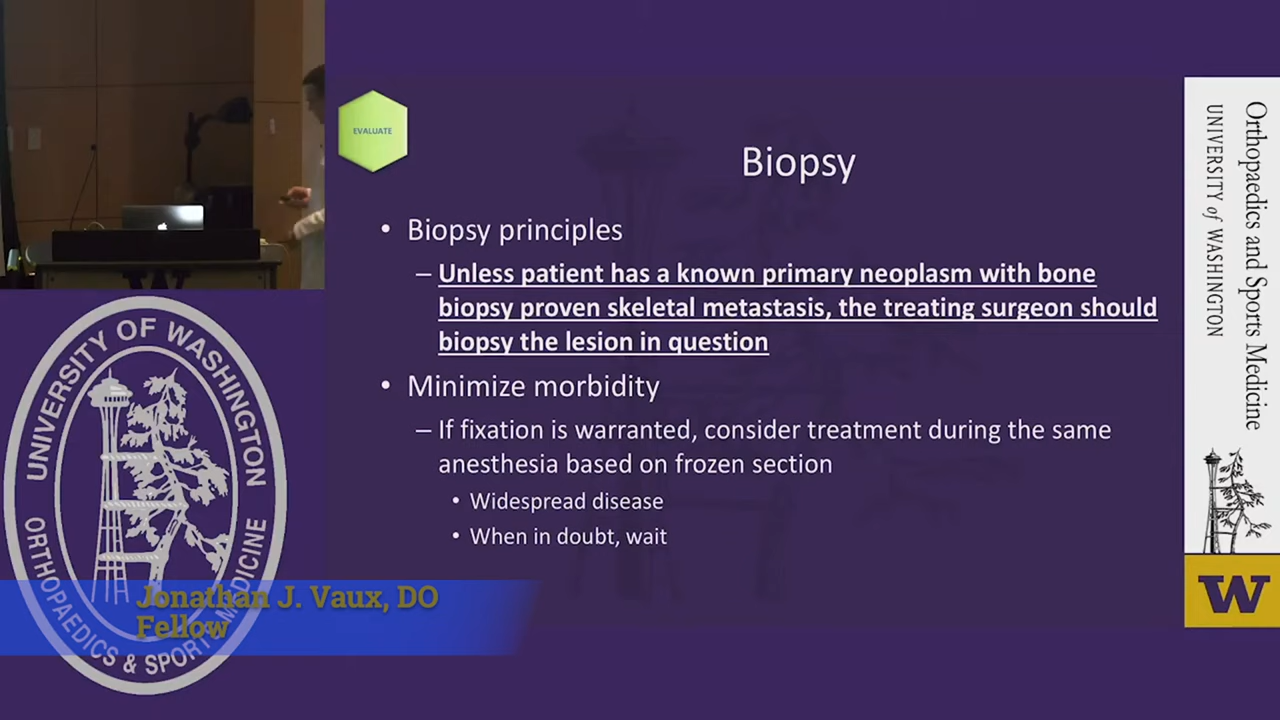 EVALUATE
Biopsy
• Biopsy principles
– Unless patient has a known primary neoplasm with bone
biopsy proven skeletal metastasis, the treating surgeon should
biopsy the lesion in question
• Minimize morbidity
– If fixation is warranted, consider treatment during the same
anesthesia based on frozen section
• Widespread disease
• When in doubt, wait
UNIVERSITY OF WASHINGTON
ORTHOPAEDICS & SPORTS MEDICINE
Jonathan J. Vaux, DO
Fellow
Orthopaedics and Sports Medicine
UNIVERSITY of WASHINGTON
W